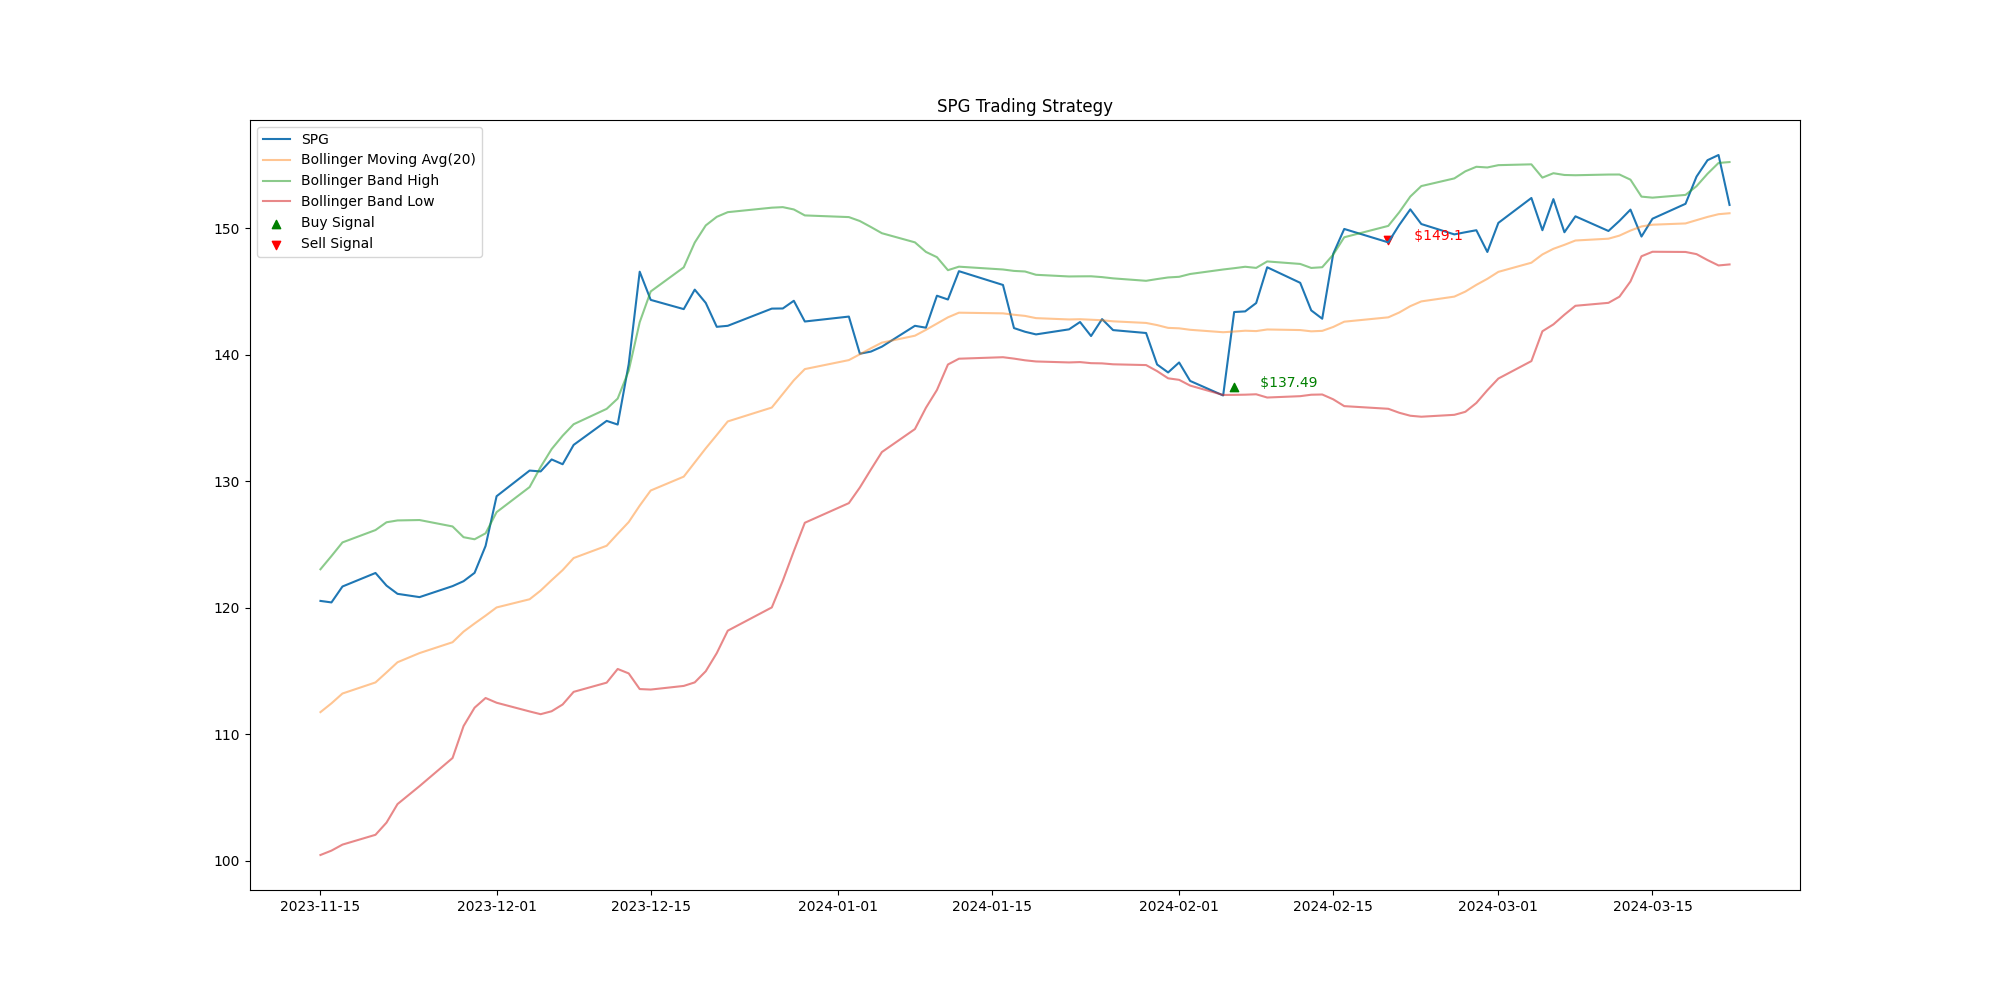 SPG Trading Strategy
SPG
Bollinger Moving Avg(20)
Bollinger Band High
Bollinger Band Low
Buy Signal
Sell Signal
$149.1
$137.49
150
140
130
120
110
100
2023-11-15 2023-12-01 2023-12-15 2024-01-01 2024-01-15 2024-02-01 2024-02-15 2024-03-01 2024-03-15